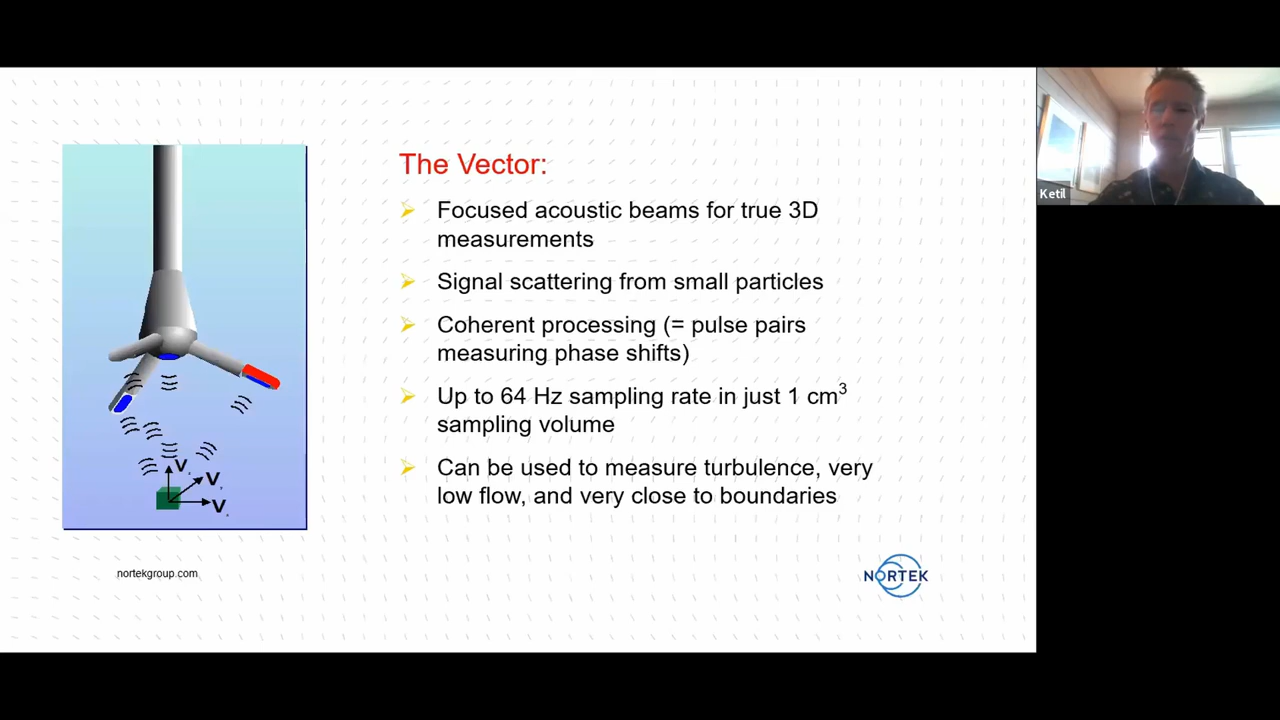 The Vector:
Focused acoustic beams for true 3D
measurements
Signal scattering from small particles
Coherent processing (= pulse pairs
measuring phase shifts)
Up to 64 Hz sampling rate in just 1 cm³
sampling volume
Can be used to measure turbulence, very
low flow, and very close to boundaries
V
V
V
nortekgroup.com
NORTEK
Ketil